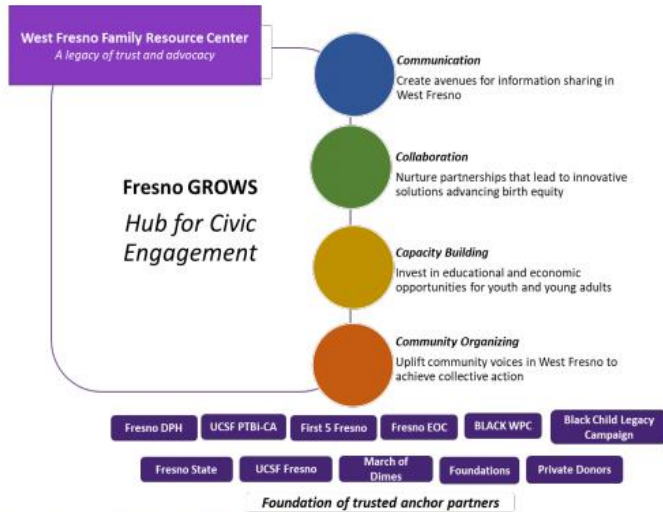 West Fresno Family Resource Center
A legacy of trust and advocacy
Communication
Create avenues for information sharing in
West Fresno
Collaboration
Nurture partnerships that lead to innovative
solutions advancing birth equity
Fresno GROWS
Hub for Civic
Engagement
Capacity Building
Invest in educational and economic
opportunities for youth and young adults
Community Organizing
Uplift community voices in West Fresno to
achieve collective action
Fresno DPH
UCSF PTBi-CA
First 5 Fresno
Fresno EOC
BLACK WPC
Black Child Legacy
Campaign
Fresno State
UCSF Fresno
March of
Dimes
Foundations
Private Donors
Foundation of trusted anchor partners